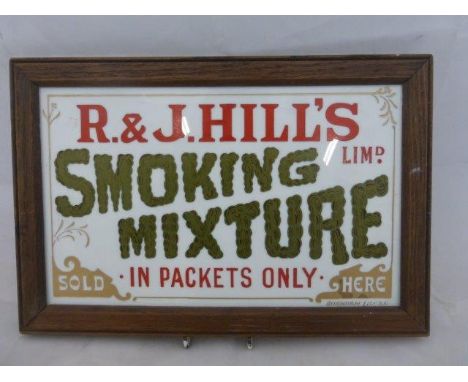 R. & J. HILL'S
LIMD
SMOKING
MIXTURE
SOLD · IN PACKETS ONLY · HERE